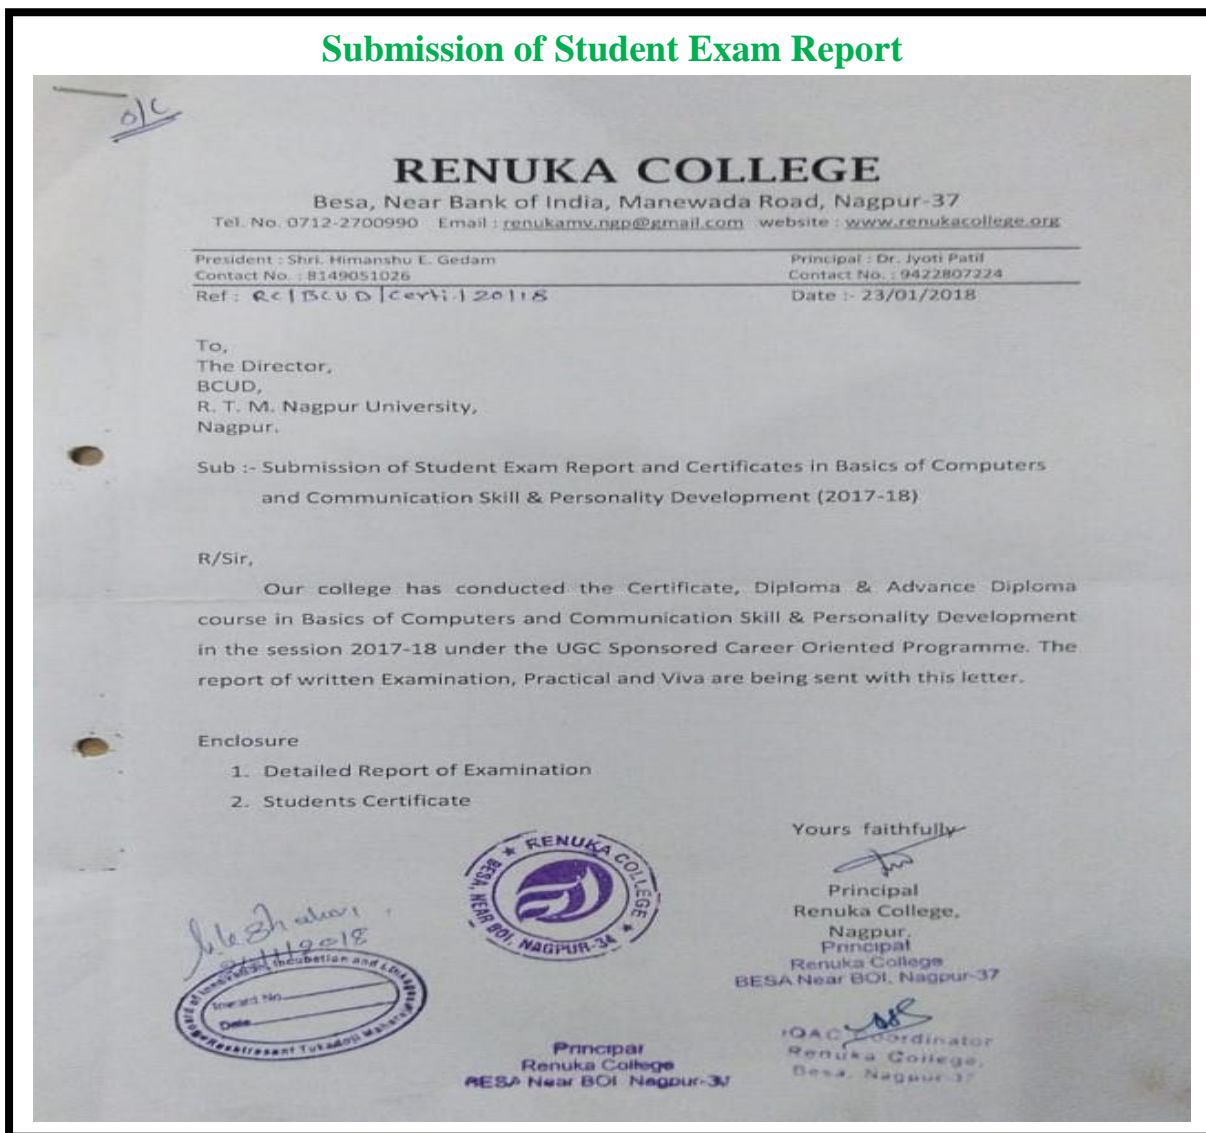 Submission of Student Exam Report
O/C
RENUKA COLLEGE
Besa, Near Bank of India, Manewada Road, Nagpur-37
Tel. No. 0712-2700990 Email : renukamv.ngp@gmail.com website : www.renukacollege.org
President : Shri. Himanshu E. Gedam
Principal : Dr. Jyoti Patil
Contact No. : 8149051026
Contact No. : 9422807224
Ref : RC|BCUD|Certi.|20118
Date :- 23/01/2018
To,
The Director,
BCUD,
R. T. M. Nagpur University,
Nagpur.
Sub :- Submission of Student Exam Report and Certificates in Basics of Computers
and Communication Skill & Personality Development (2017-18)
R/Sir,
Our college has conducted the Certificate, Diploma & Advance Diploma
course in Basics of Computers and Communication Skill & Personality Development
in the session 2017-18 under the UGC Sponsored Career Oriented Programme. The
report of written Examination, Practical and Viva are being sent with this letter.
Enclosure
1. Detailed Report of Examination
2. Students Certificate
Yours faithfully
Principal
Renuka College,
Nagpur.
Principal
Renuka College
BESA Near BOI, Nagpur-37
★ RENUKA COLLEGE ★
BESA, NEAR BOI, NAGPUR-34
Board of Innovation, Incubation and Linkages
Inward No.
Date
Rashtrasant Tukadoji
Principal
Renuka College
BESA Near BOI Nagpur-37
IQAC Coordinator
Renuka College,
Besa, Nagpur-37